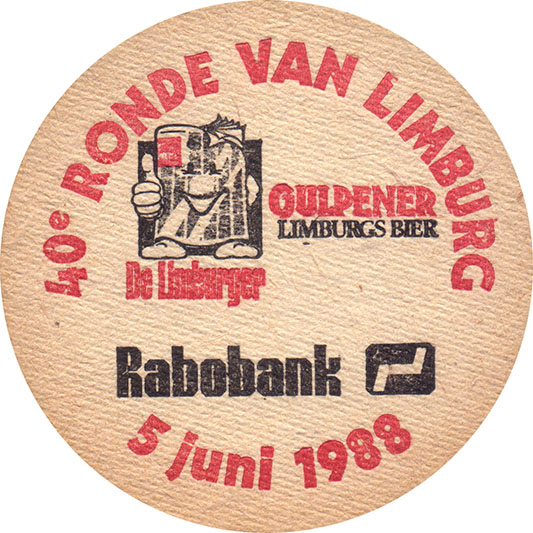 40e RONDE VAN LIMBURG
GULPENER
LIMBURGS BIER
De Limburger
Rabobank
5 juni 1988